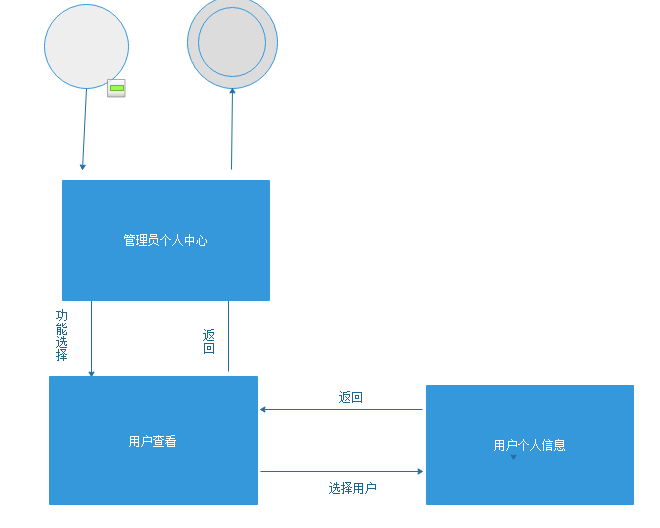 管理员个人中心
功能选择
返回
用户查看
返回
用户个人信息
选择用户